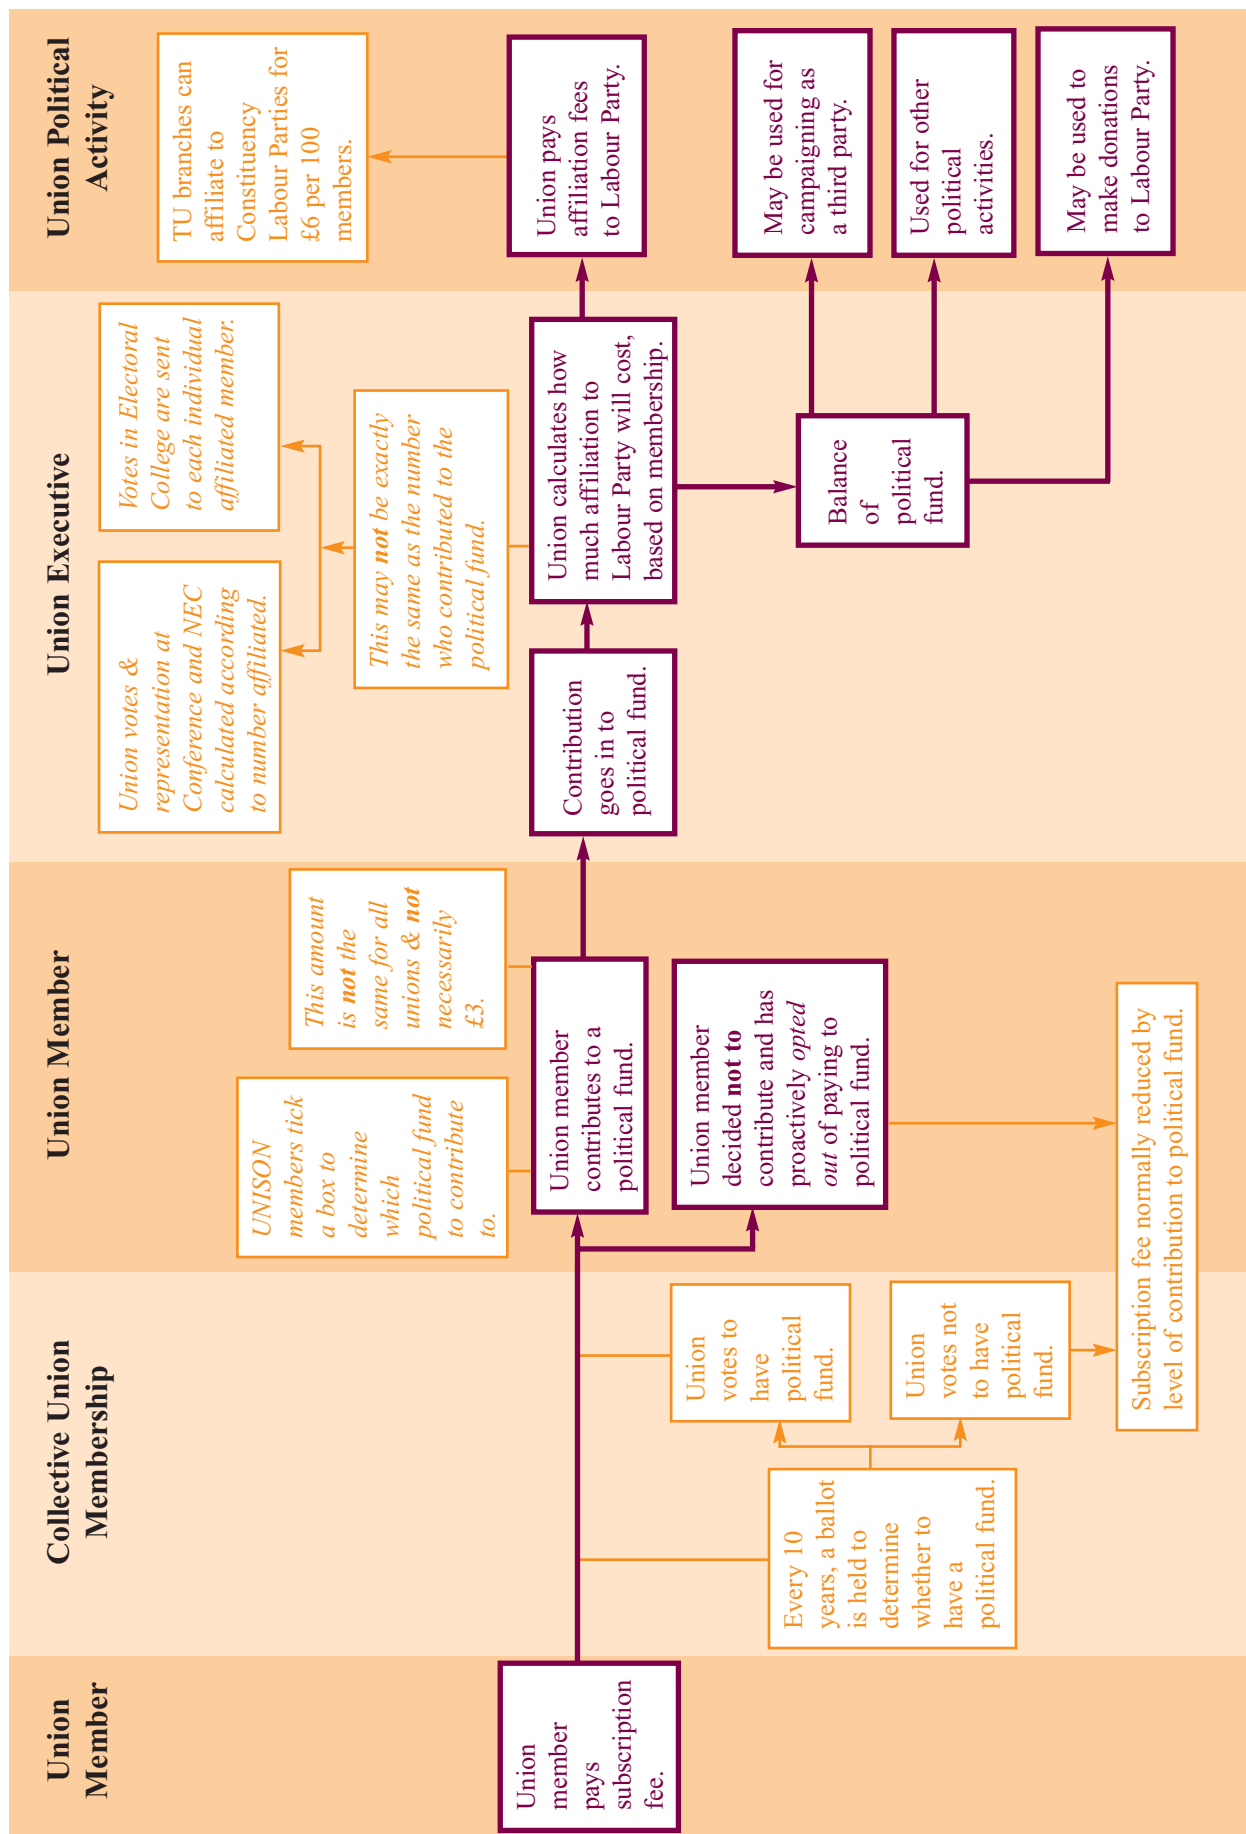 Union
Member
Collective Union
Membership
Union Member
Union Executive
Union Political
Activity
Union
member
pays
subscription
fee.
Every 10
years, a ballot
is held to
determine
whether to
have a
political fund.
Union
votes to
have
political
fund.
Union
votes not
to have
political
fund.
Subscription fee normally reduced by
level of contribution to political fund.
UNISON
members tick
a box to
determine
which
political fund
to contribute
to.
This amount
is not the
same for all
unions & not
necessarily
£3.
Union member
contributes to a
political fund.
Union member
decided not to
contribute and has
proactively opted
out of paying to
political fund.
Union votes &
representation at
Conference and NEC
calculated according
to number affiliated.
Votes in Electoral
College are sent
to each individual
affiliated member.
This may not be exactly
the same as the number
who contributed to the
political fund.
Contribution
goes in to
political fund.
Union calculates how
much affiliation to
Labour Party will cost,
based on membership.
Balance
of
political
fund.
TU branches can
affiliate to
Constituency
Labour Parties for
£6 per 100
members.
Union pays
affiliation fees
to Labour Party.
May be used for
campaigning as
a third party.
Used for other
political
activities.
May be used to
make donations
to Labour Party.